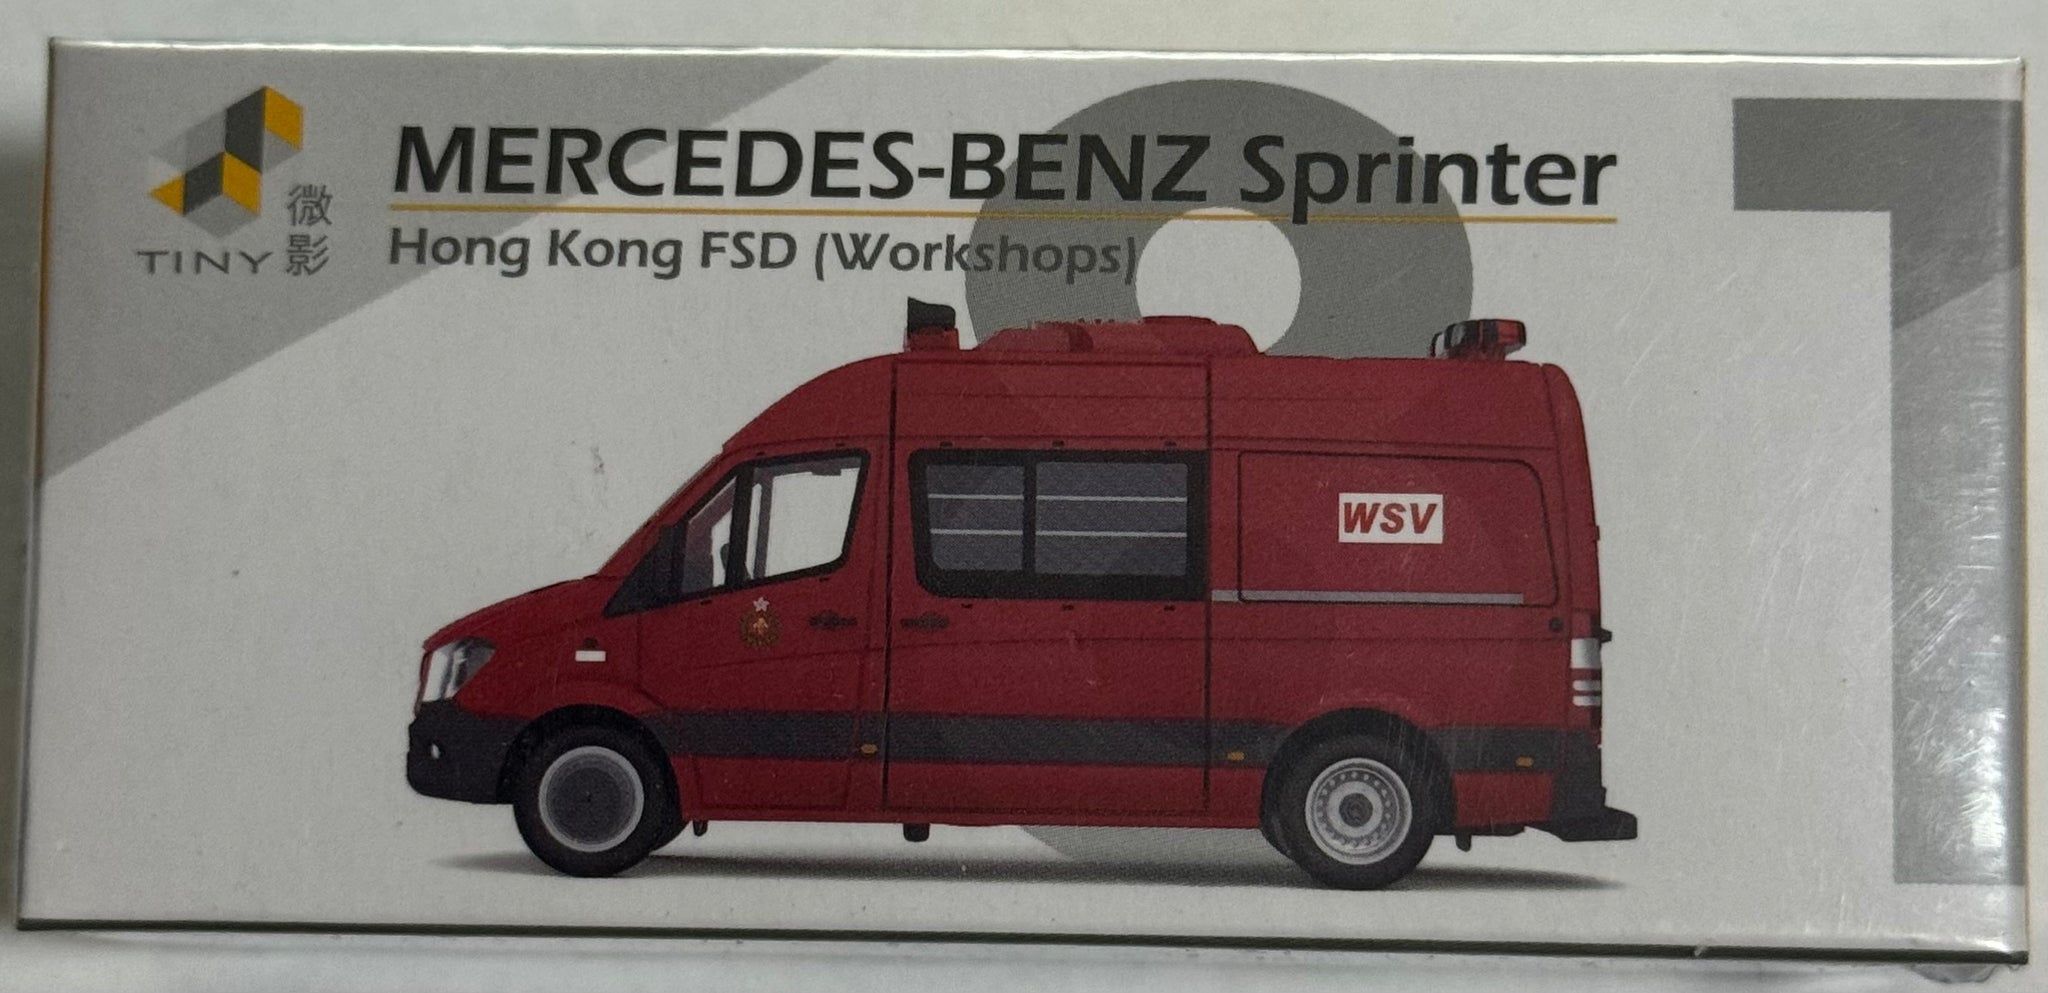 MERCEDES-BENZ Sprinter
Hong Kong FSD (Workshops)
TINY 微影
WSV